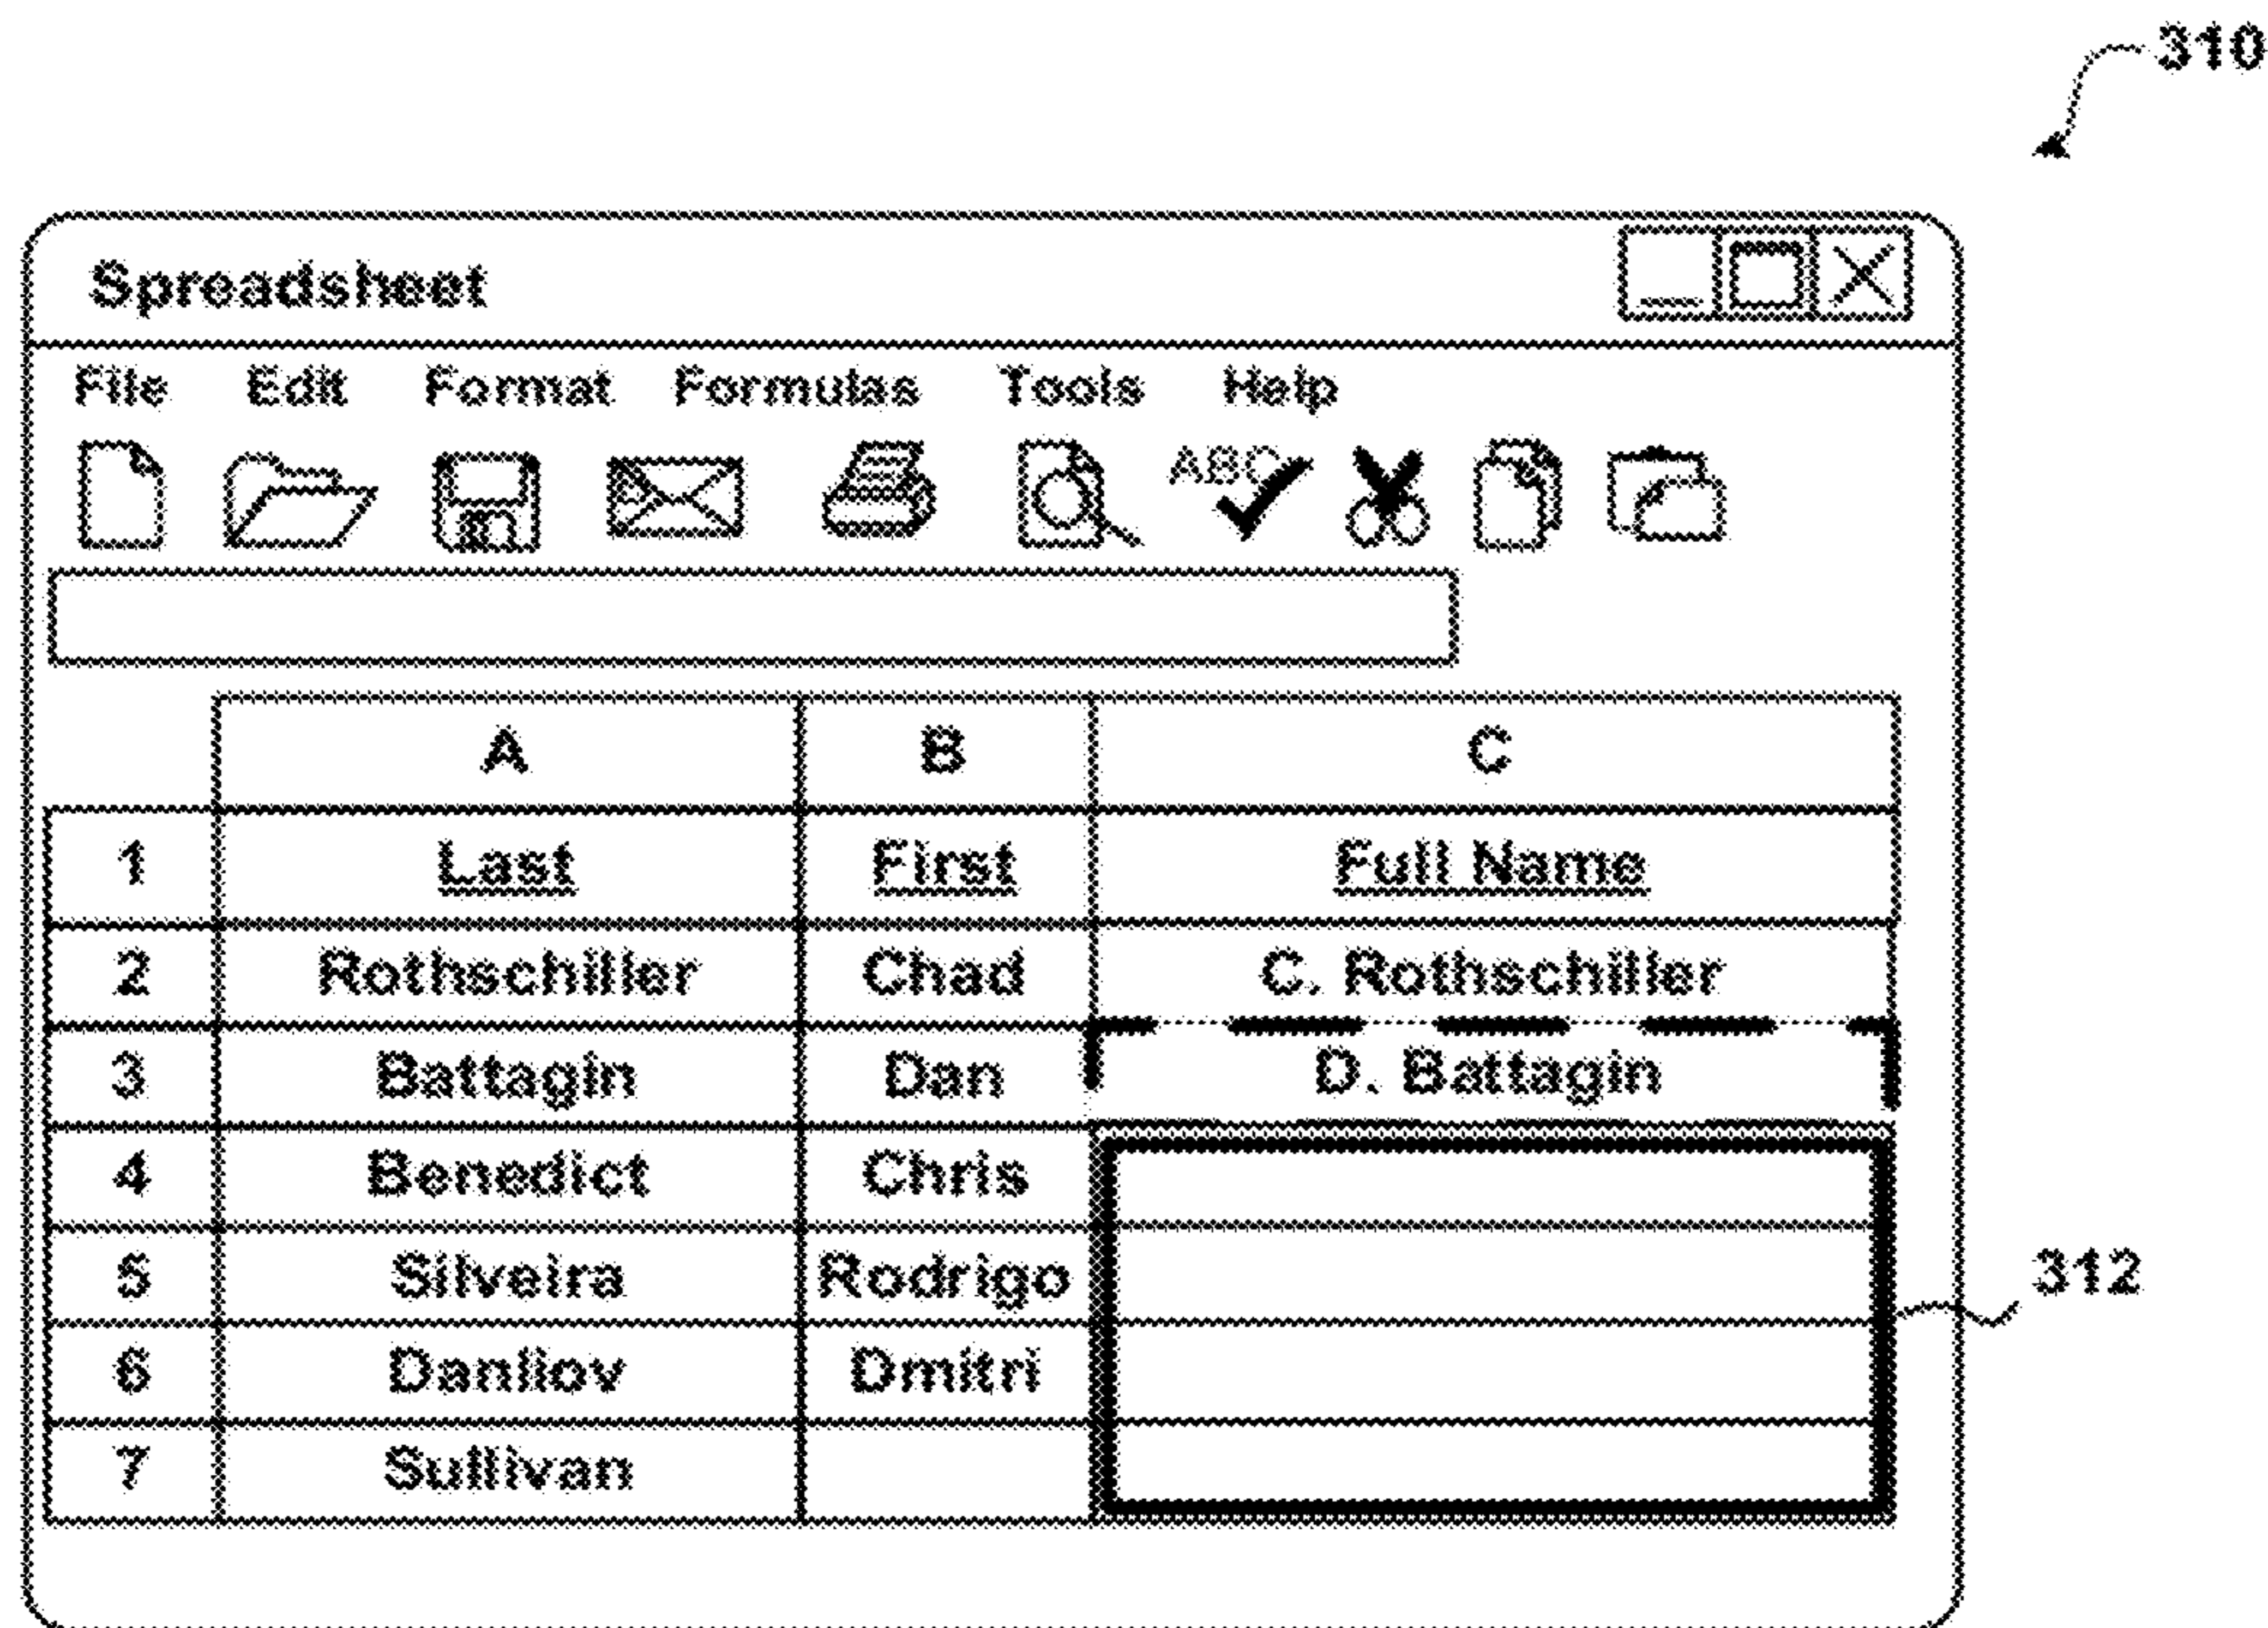 310
Spreadsheet
File Edit Format Formulas Tools Help
ABC
A B C
1 Last First Full Name
2 Rothschiller Chad C. Rothschiller
3 Battagin Dan D. Battagin
4 Benedict Chris
5 Silveira Rodrigo
312
6 Daniiov Dmitri
7 Sullivan